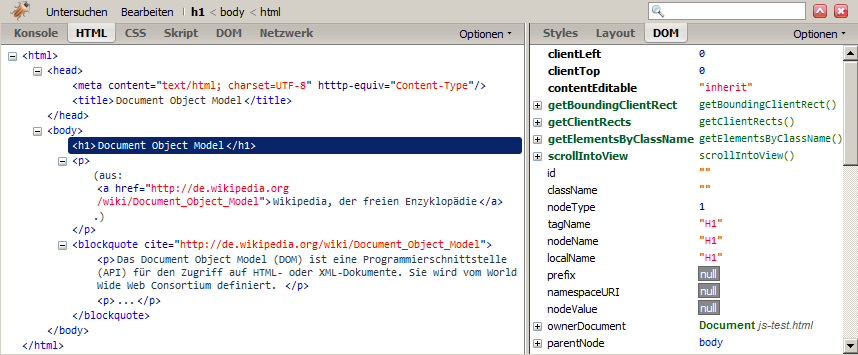 Untersuchen Bearbeiten h1 < body < html
Konsole HTML CSS Skript DOM Netzwerk Optionen
<html>
<head>
<meta content="text/html; charset=UTF-8" htttp-equiv="Content-Type"/>
<title>Document Object Model</title>
</head>
<body>
<h1>Document Object Model</h1>
<p>
(aus:
<a href="http://de.wikipedia.org
/wiki/Document_Object_Model">Wikipedia, der freien Enzyklopädie</a>
.)
</p>
<blockquote cite="http://de.wikipedia.org/wiki/Document_Object_Model">
<p>Das Document Object Model (DOM) ist eine Programmierschnittstelle
(API) für den Zugriff auf HTML- oder XML-Dokumente. Sie wird vom World
Wide Web Consortium definiert. </p>
<p>...</p>
</blockquote>
</body>
</html>
Styles Layout DOM Optionen
clientLeft 0
clientTop 0
contentEditable "inherit"
getBoundingClientRect getBoundingClientRect()
getClientRects getClientRects()
getElementsByClassName getElementsByClassName()
scrollIntoView scrollIntoView()
id ""
className ""
nodeType 1
tagName "H1"
nodeName "H1"
localName "H1"
prefix null
namespaceURI null
nodeValue null
ownerDocument Document js-test.html
parentNode body